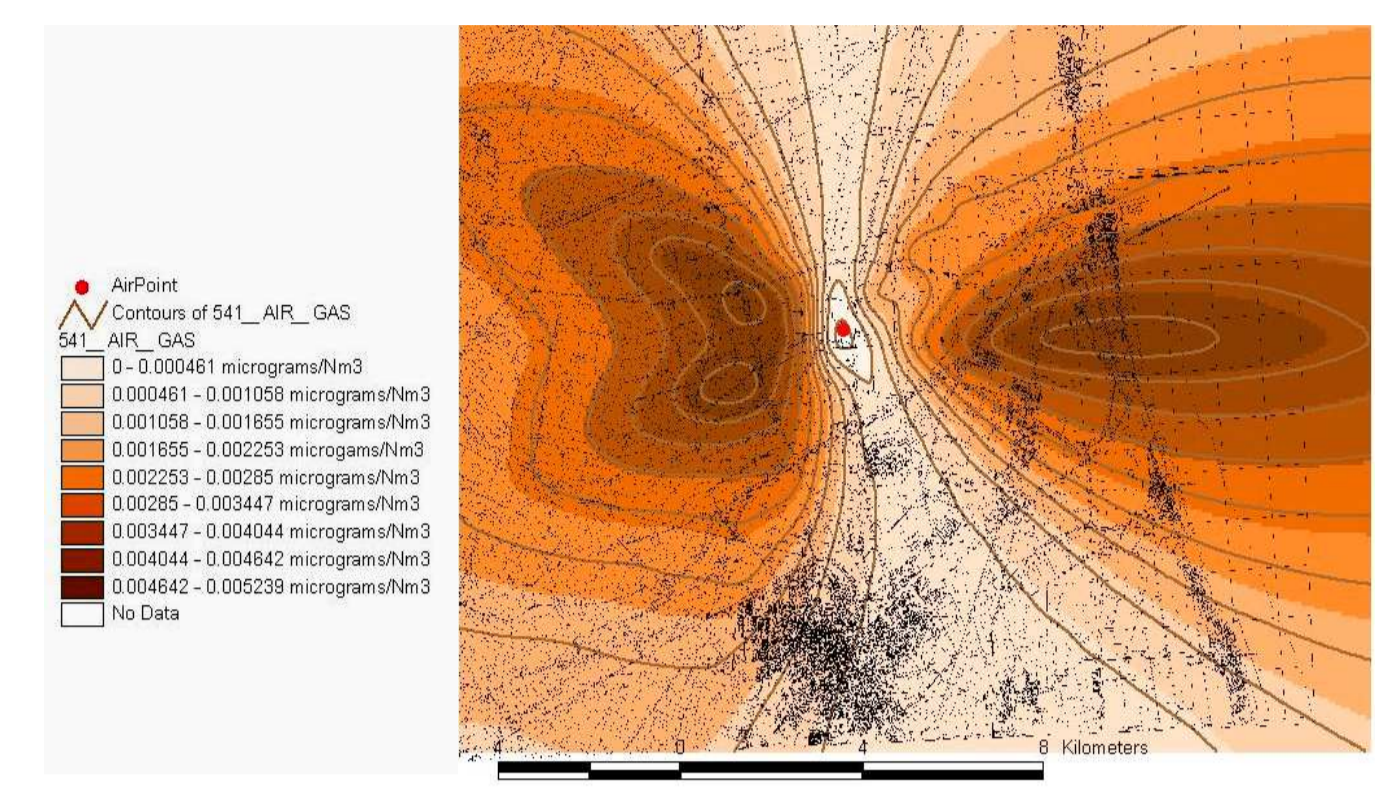 AirPoint
Contours of 541__AIR__GAS
541__AIR__GAS
0 - 0.000461 micrograms/Nm3
0.000461 - 0.001058 micrograms/Nm3
0.001058 - 0.001655 micrograms/Nm3
0.001655 - 0.002253 microgams/Nm3
0.002253 - 0.00285 micrograms/Nm3
0.00285 - 0.003447 micrograms/Nm3
0.003447 - 0.004044 micrograms/Nm3
0.004044 - 0.004642 micrograms/Nm3
0.004642 - 0.005239 micrograms/Nm3
No Data
4 0 4 8 Kilometers